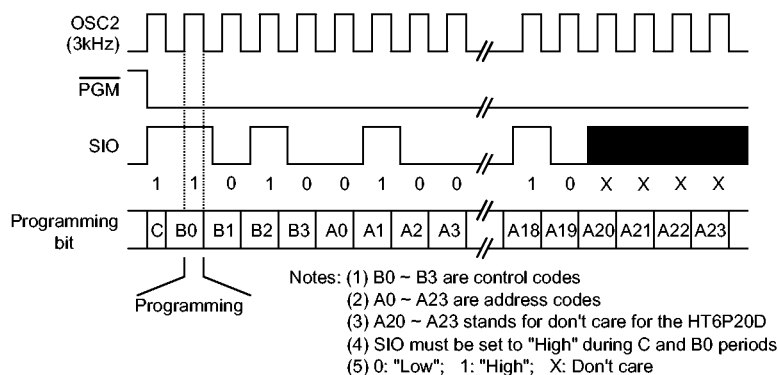 OSC2
(3kHz)
PGM
SIO
1 1 0 1 0 0 1 0 0 1 0 X X X X
Programming
bit
C B0 B1 B2 B3 A0 A1 A2 A3 A18 A19 A20 A21 A22 A23
Programming
Notes: (1) B0 ~ B3 are control codes
(2) A0 ~ A23 are address codes
(3) A20 ~ A23 stands for don't care for the HT6P20D
(4) SIO must be set to "High" during C and B0 periods
(5) 0: "Low"; 1: "High"; X: Don't care